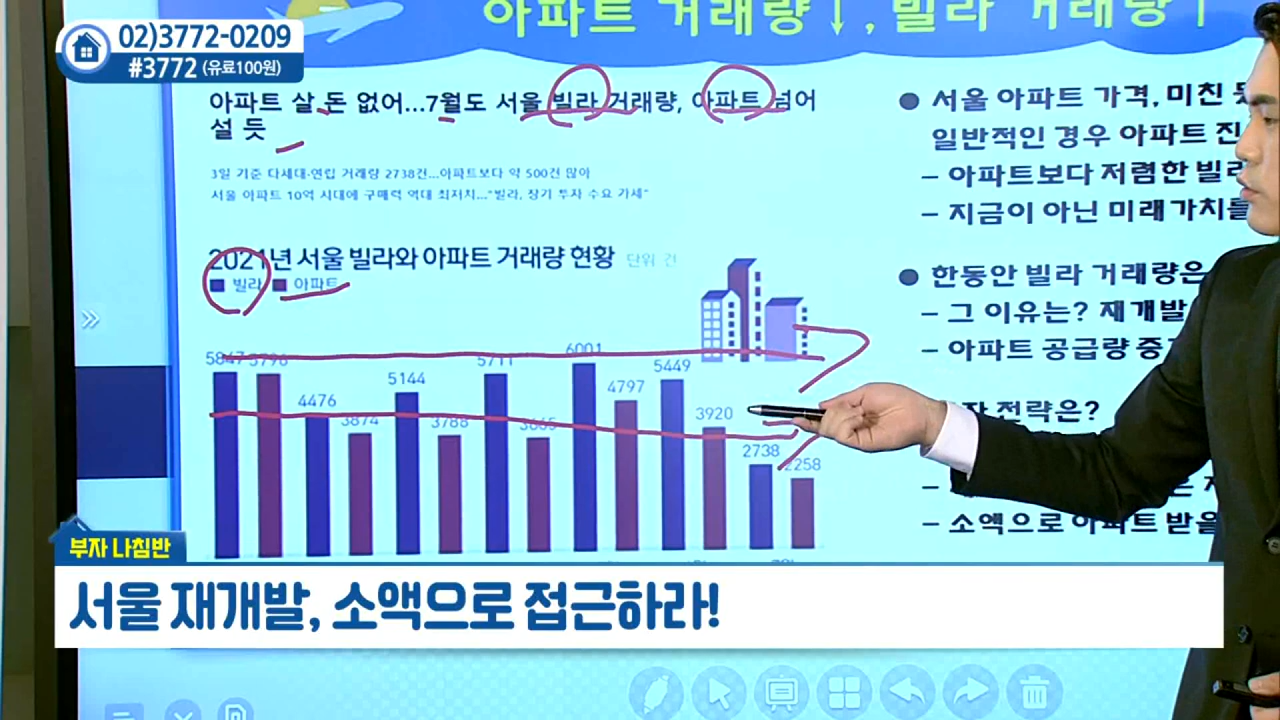 02)3772-0209
#3772 (유료100원)
아파트 거래량↓, 빌라 거래량↑
아파트 살 돈 없어...7월도 서울 빌라 거래량, 아파트 넘어
설 듯
3일 기준 다세대·연립 거래량 2738건...아파트보다 약 500건 많아
서울 아파트 10억 시대에 구매력 역대 최저치..."빌라, 장기 투자 수요 가세"
2021년 서울 빌라와 아파트 거래량 현황 단위 건
빌라 아파트
5847 5796 4476 3874 5144 3788 5711 3665 6001 4797 5449 3920 2738 2258
서울 아파트 가격, 미친
일반적인 경우 아파트 진
– 아파트보다 저렴한 빌라
– 지금이 아닌 미래가치를
한동안 빌라 거래량은
– 그 이유는? 재개발
– 아파트 공급량 증
전략은?
– 소액으로 아파트 받을
부자 나침반
서울 재개발, 소액으로 접근하라!